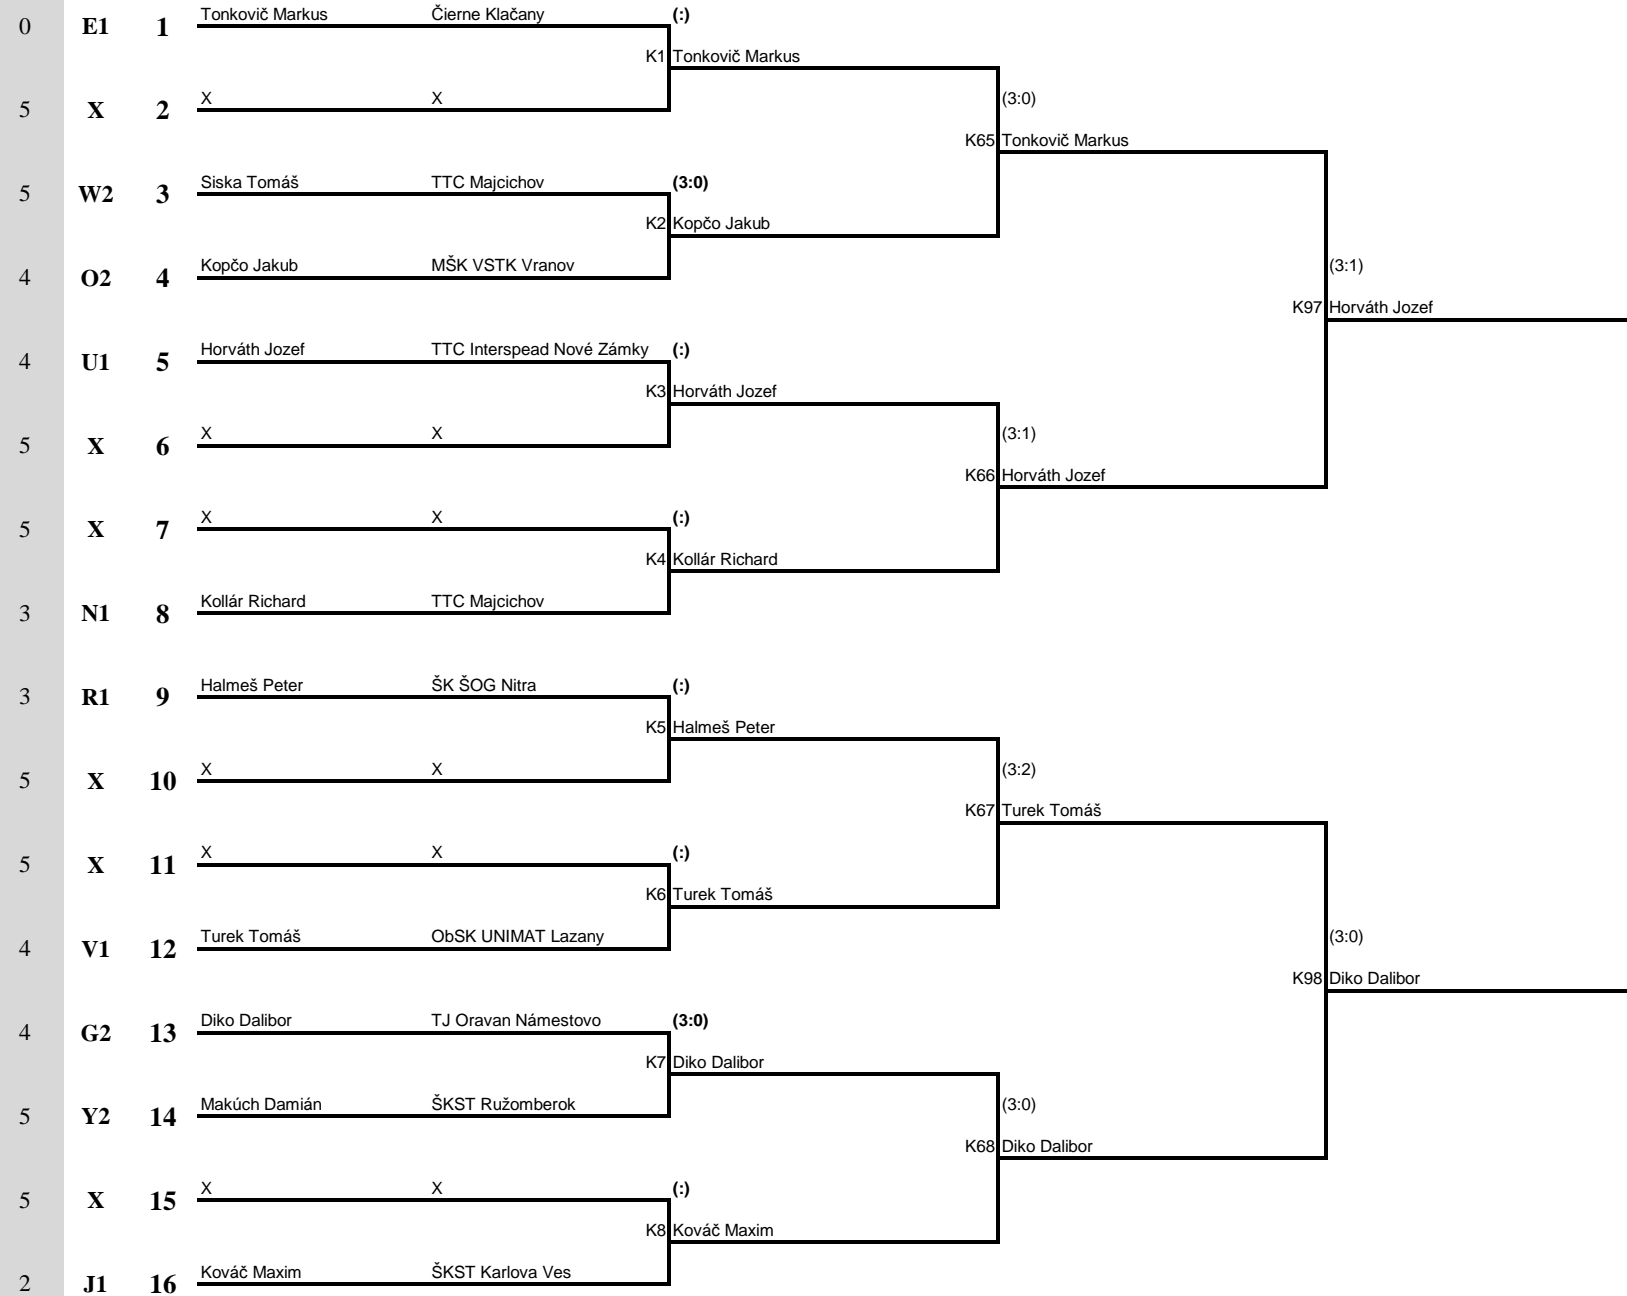 0 E1 1 Tonkovič Markus Čierne Klačany (:)
K1 Tonkovič Markus
5 X 2 X X (3:0)
K65 Tonkovič Markus
5 W2 3 Siska Tomáš TTC Majcichov (3:0)
K2 Kopčo Jakub
4 O2 4 Kopčo Jakub MŠK VSTK Vranov (3:1)
K97 Horváth Jozef
4 U1 5 Horváth Jozef TTC Interspead Nové Zámky (:)
K3 Horváth Jozef
5 X 6 X X (3:1)
K66 Horváth Jozef
5 X 7 X X (:)
K4 Kollár Richard
3 N1 8 Kollár Richard TTC Majcichov
3 R1 9 Halmeš Peter ŠK ŠOG Nitra (:)
K5 Halmeš Peter
5 X 10 X X (3:2)
K67 Turek Tomáš
5 X 11 X X (:)
K6 Turek Tomáš
4 V1 12 Turek Tomáš ObSK UNIMAT Lazany (3:0)
K98 Diko Dalibor
4 G2 13 Diko Dalibor TJ Oravan Námestovo (3:0)
K7 Diko Dalibor
5 Y2 14 Makúch Damián ŠKST Ružomberok (3:0)
K68 Diko Dalibor
5 X 15 X X (:)
K8 Kováč Maxim
2 J1 16 Kováč Maxim ŠKST Karlova Ves